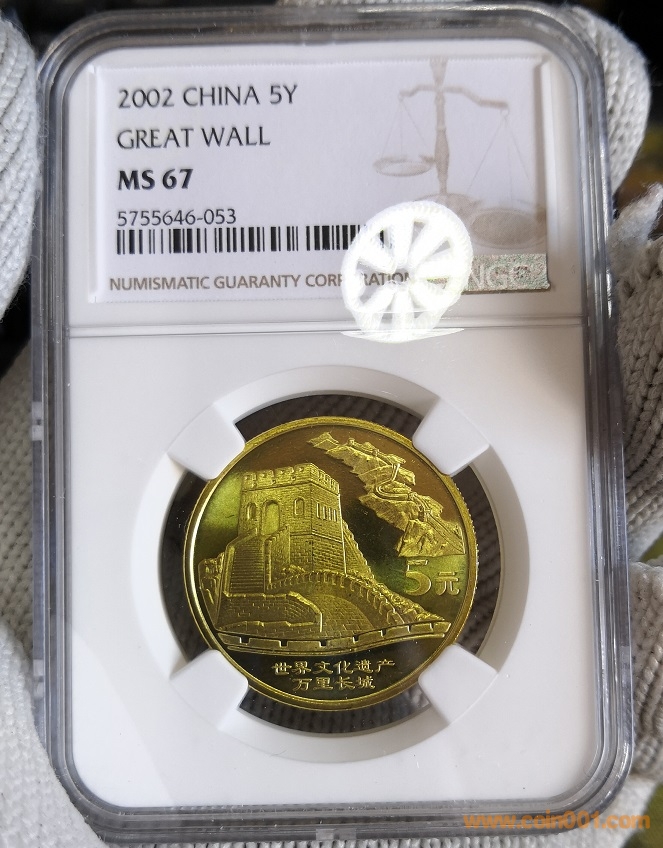 2002 CHINA 5Y
GREAT WALL
MS 67
5755646-053
NUMISMATIC GUARANTY CORPORATION
NGC
5元
世界文化遗产
万里长城
www.coin001.com